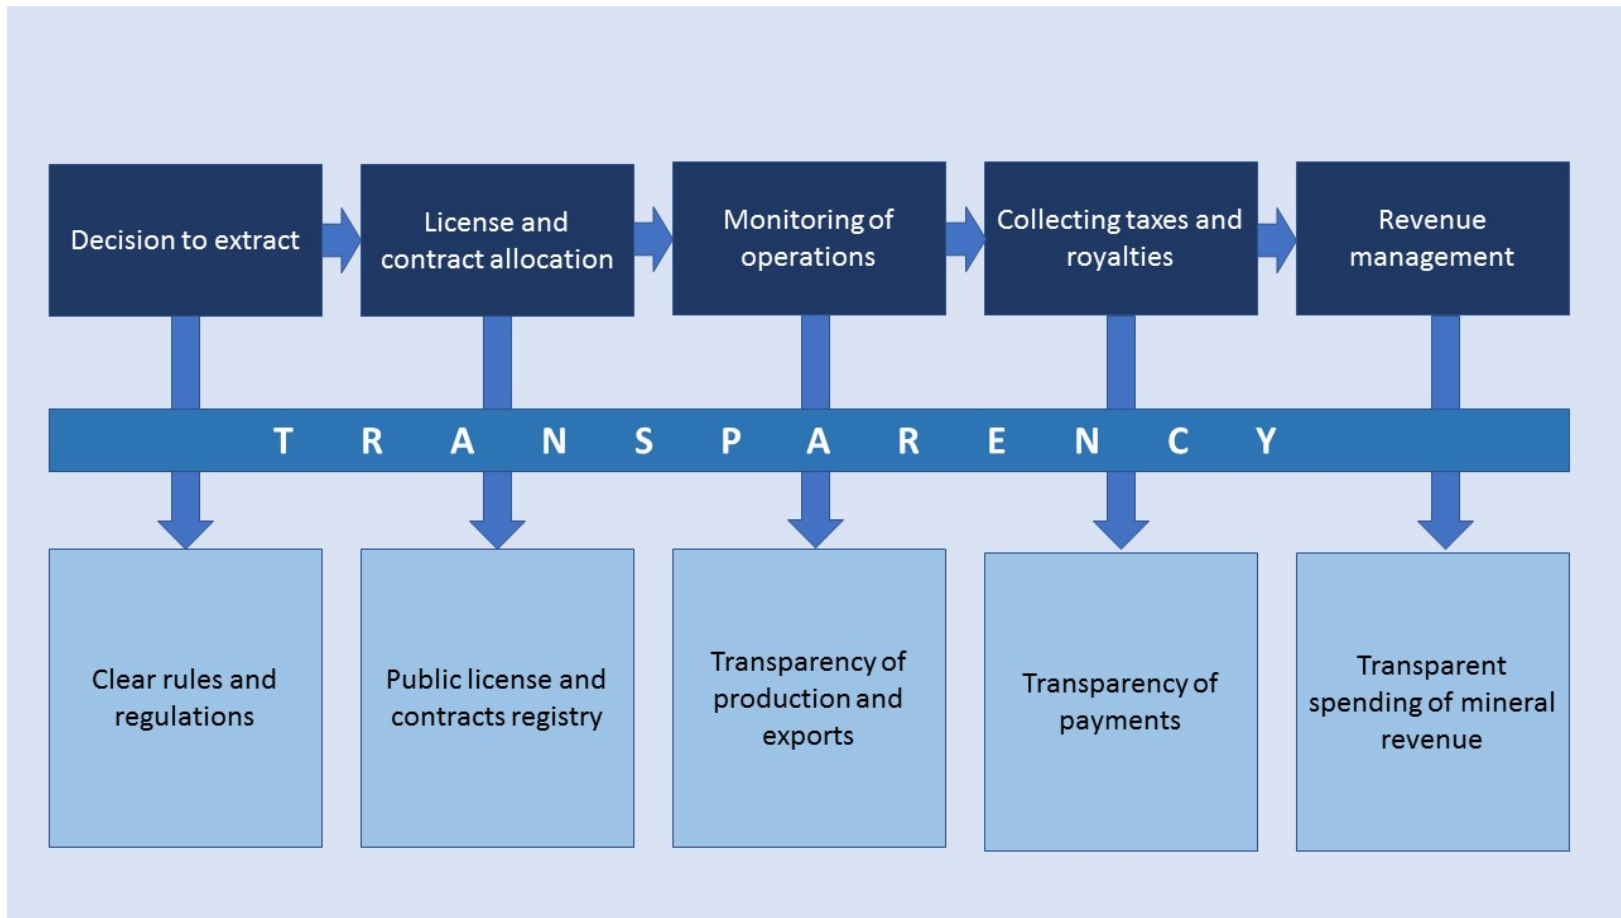 Decision to extract
License and
contract allocation
Monitoring of
operations
Collecting taxes and
royalties
Revenue
management
T R A N S P A R E N C Y
Clear rules and
regulations
Public license and
contracts registry
Transparency of
production and
exports
Transparency of
payments
Transparent
spending of mineral
revenue